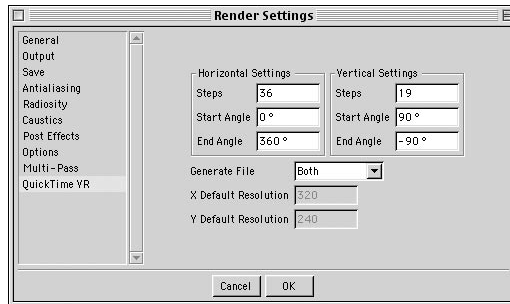 Render Settings
General
Output
Save
Antialiasing
Radiosity
Caustics
Post Effects
Options
Multi-Pass
QuickTime VR
Horizontal Settings
Steps 36
Start Angle 0°
End Angle 360°
Vertical Settings
Steps 19
Start Angle 90°
End Angle -90°
Generate File Both
X Default Resolution 320
Y Default Resolution 240
Cancel OK